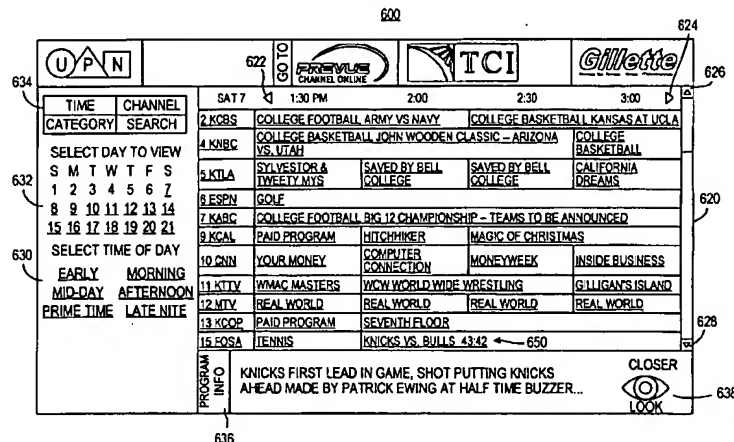 600
622
624
U P N
GO TO
PREVUE
CHANNEL ONLINE
TCI
Gillette
626
634
TIME CHANNEL
CATEGORY SEARCH
SAT 7 1:30 PM 2:00 2:30 3:00
2 KCBS COLLEGE FOOTBALL ARMY VS NAVY COLLEGE BASKETBALL KANSAS AT UCLA
4 KNBC COLLEGE BASKETBALL JOHN WOODEN CLASSIC – ARIZONA VS. UTAH COLLEGE BASKETBALL
5 KTLA SYLVESTOR & TWEETY MYS SAVED BY BELL COLLEGE SAVED BY BELL COLLEGE CALIFORNIA DREAMS
6 ESPN GOLF
7 KABC COLLEGE FOOTBALL BIG 12 CHAMPIONSHIP – TEAMS TO BE ANNOUNCED
9 KCAL PAID PROGRAM HITCHHIKER MAGIC OF CHRISTMAS
10 CNN YOUR MONEY COMPUTER CONNECTION MONEYWEEK INSIDE BUSINESS
11 KTTV WMAC MASTERS WCW WORLD WIDE WRESTLING GILLIGAN'S ISLAND
12 MTV REAL WORLD REAL WORLD REAL WORLD REAL WORLD
13 KCOP PAID PROGRAM SEVENTH FLOOR
15 FOSA TENNIS KNICKS VS. BULLS 43:42 650
SELECT DAY TO VIEW
S M T W T F S
1 2 3 4 5 6 7
8 9 10 11 12 13 14
15 16 17 18 19 20 21
632
SELECT TIME OF DAY
630
EARLY MORNING
MID-DAY AFTERNOON
PRIME TIME LATE NITE
620
628
PROGRAM
INFO
KNICKS FIRST LEAD IN GAME, SHOT PUTTING KNICKS
AHEAD MADE BY PATRICK EWING AT HALF TIME BUZZER...
CLOSER
LOOK
638
636